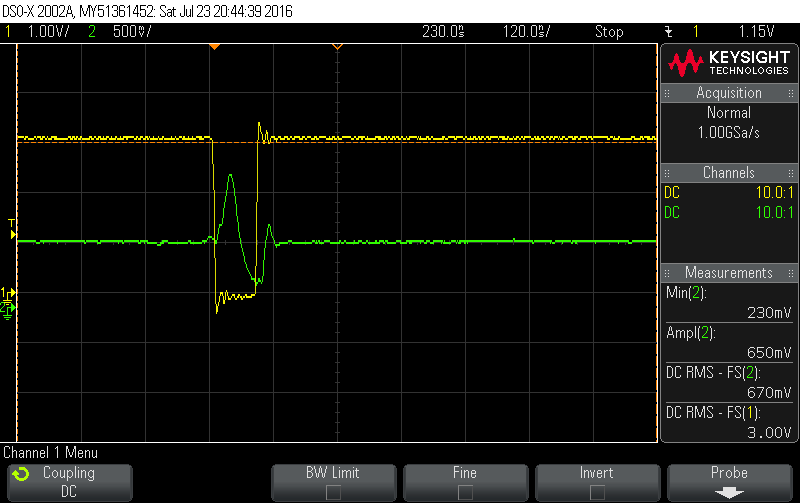 DSO-X 2002A, MY51361452: Sat Jul 23 20:44:39 2016
1 1.00V/ 2 500mV/ 230.0ns 120.0ns/ Stop 1 1.15V
KEYSIGHT
TECHNOLOGIES
Acquisition
Normal
1.00GSa/s
Channels
DC 10.0:1
DC 10.0:1
Measurements
Min(2):
230mV
Ampl(2):
650mV
DC RMS - FS(2):
670mV
DC RMS - FS(1):
3.00V
T
1
2
Channel 1 Menu
Coupling
DC
BW Limit
Fine
Invert
Probe